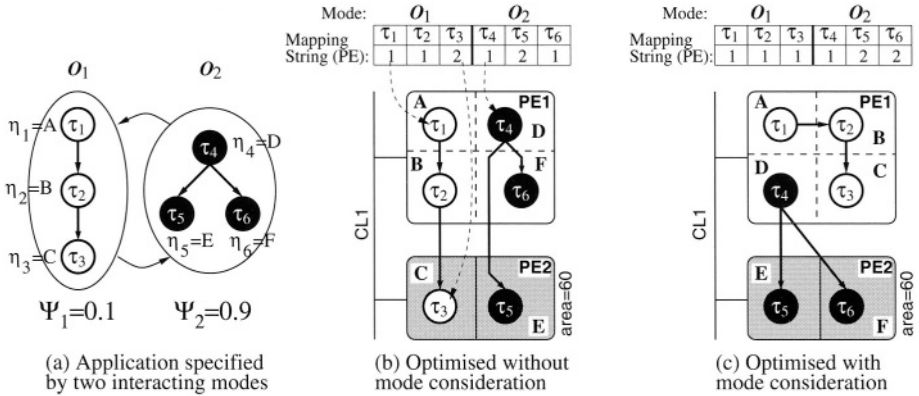 Mode: O1 O2
Mapping String (PE): τ1 τ2 τ3 τ4 τ5 τ6
1 1 2 1 2 1
Mode: O1 O2
Mapping String (PE): τ1 τ2 τ3 τ4 τ5 τ6
1 1 1 1 2 2
O1 O2
η1=A τ1
η2=B τ2
η3=C τ3
τ4 η4=D
τ5 τ6
η5=E η6=F
Ψ1=0.1 Ψ2=0.9
(a) Application specified
by two interacting modes
CL1
A PE1
τ1 τ4 D
B F
τ2 τ6
C PE2
τ3 τ5 E
area=60
(b) Optimised without
mode consideration
CL1
A PE1
τ1 τ2 B
D C
τ4 τ3
E PE2
τ5 τ6 F
area=60
(c) Optimised with
mode consideration